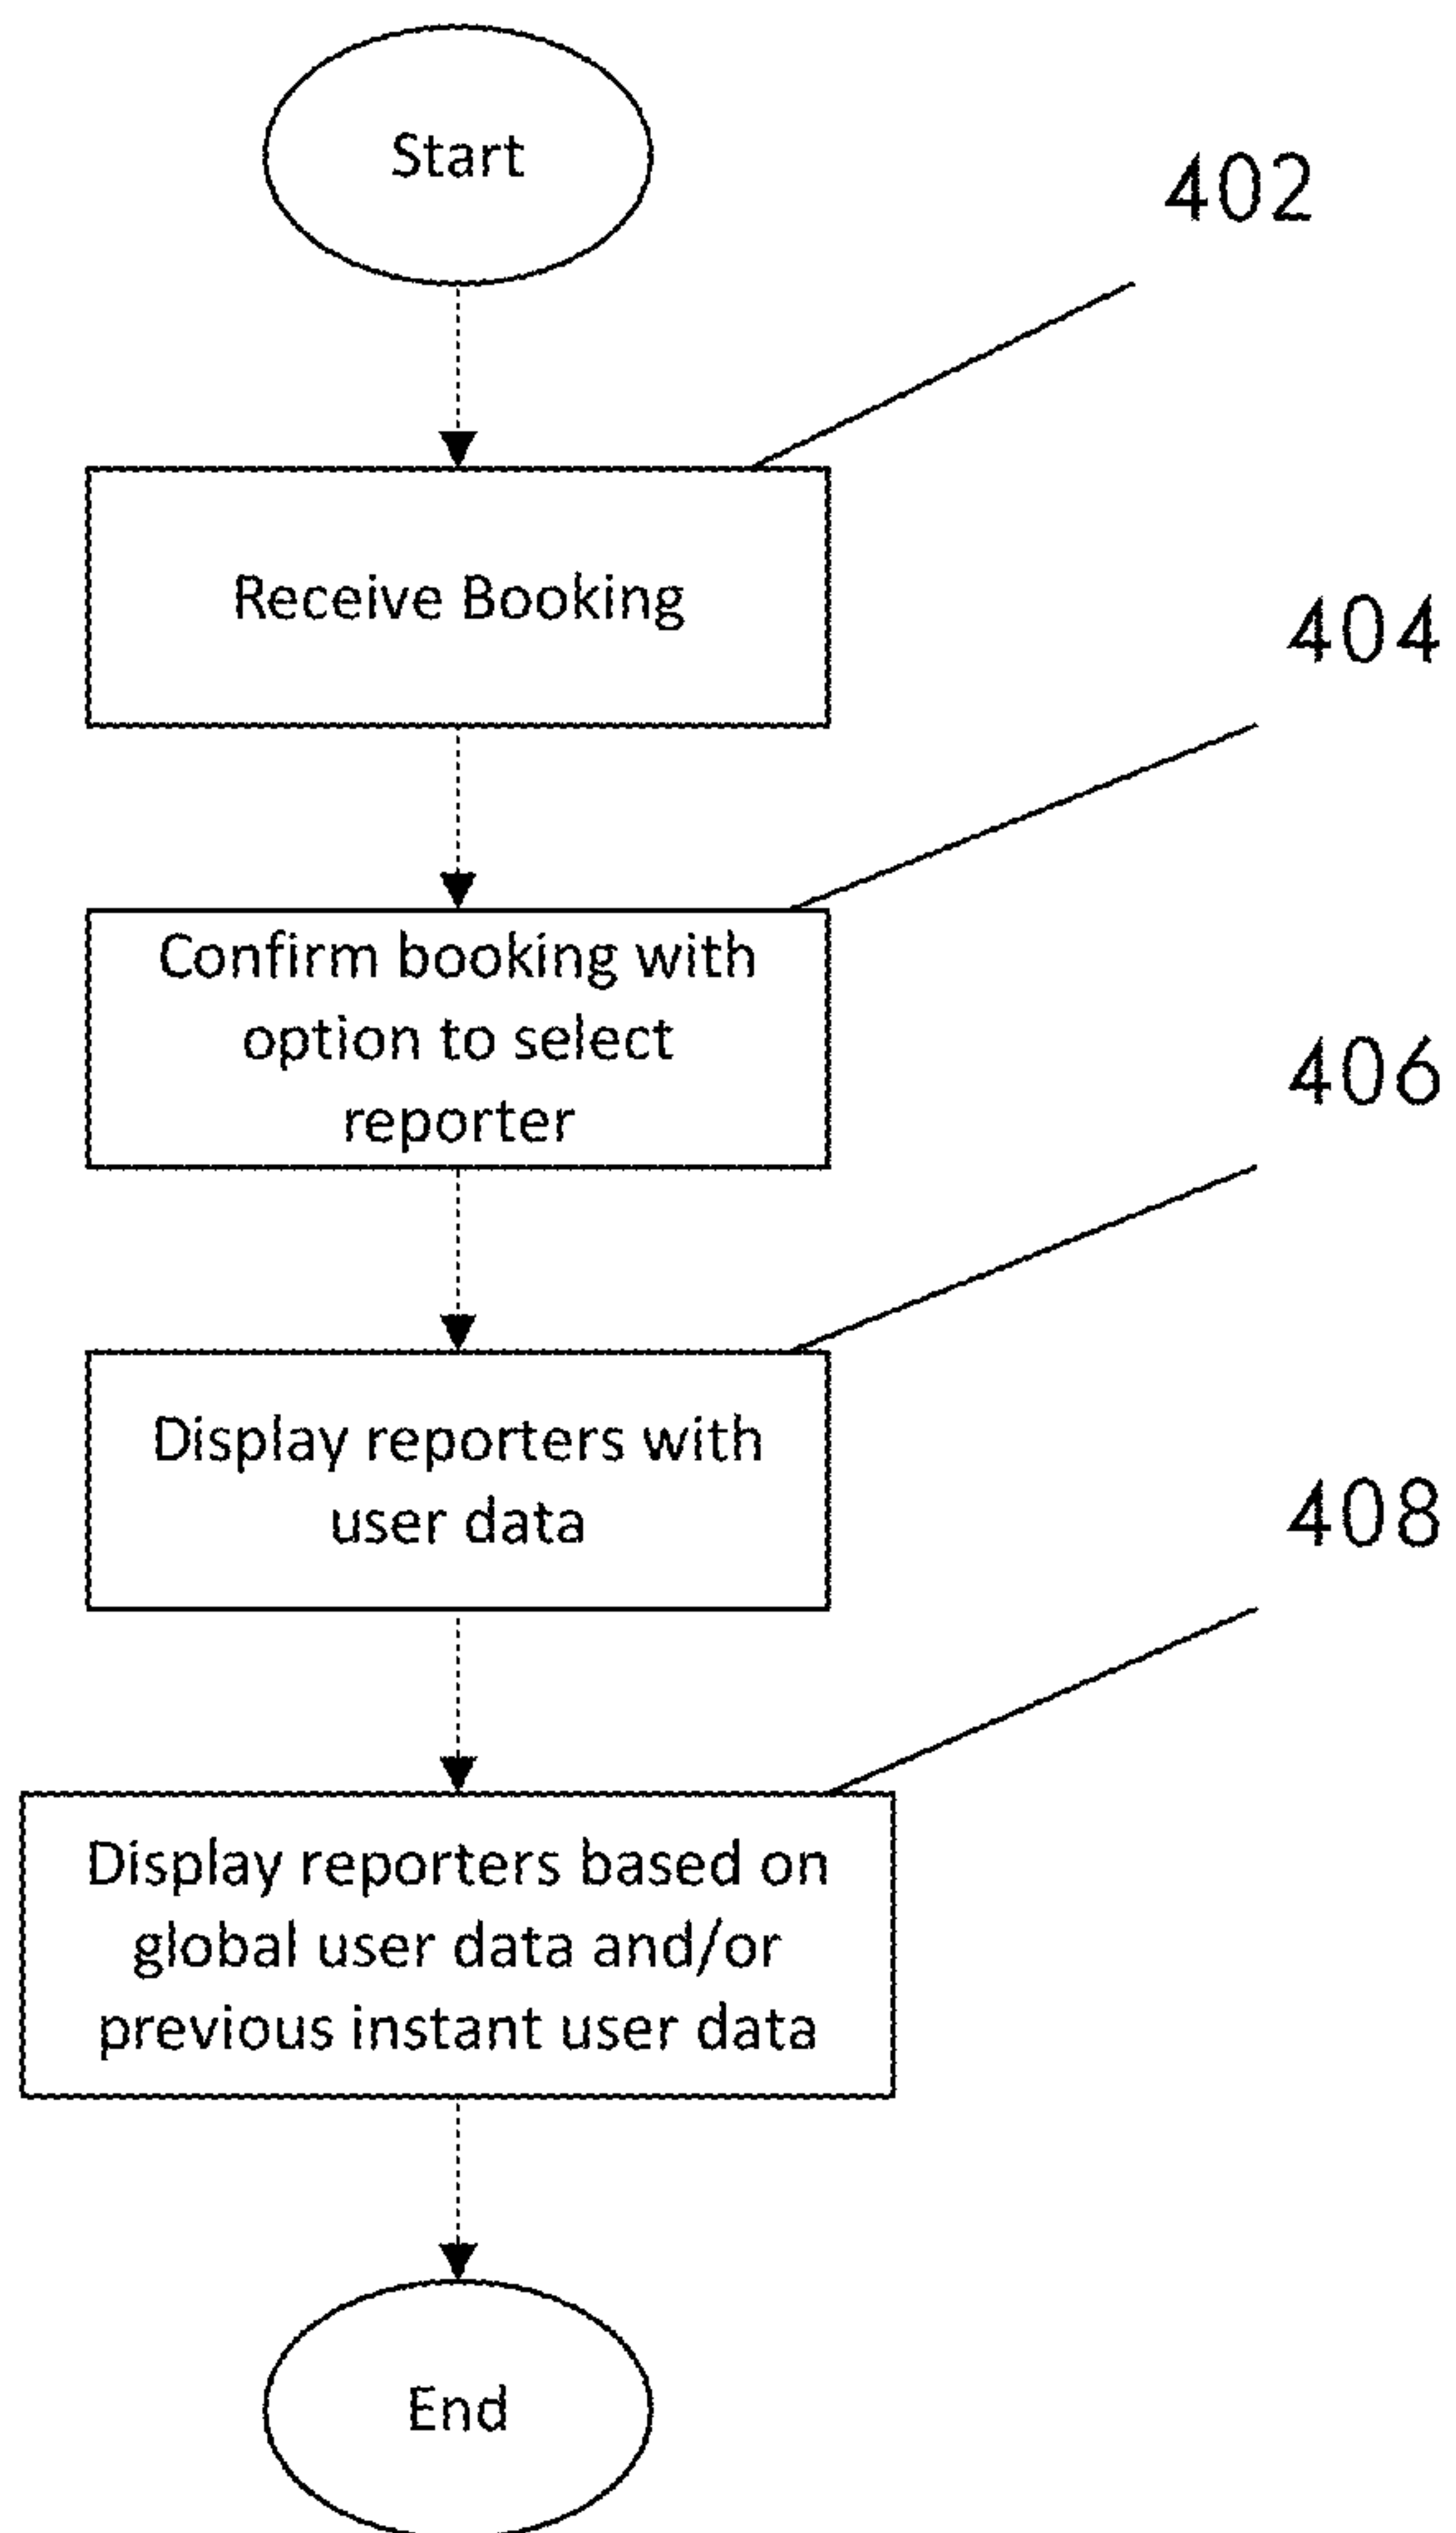 Start
402
Receive Booking
404
Confirm booking with
option to select
reporter
406
Display reporters with
user data
408
Display reporters based on
global user data and/or
previous instant user data
End